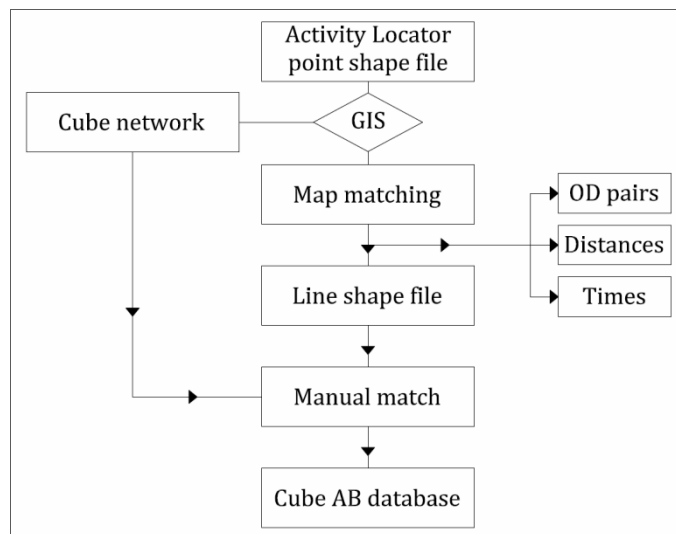 Activity Locator
point shape file
Cube network
GIS
Map matching
OD pairs
Distances
Line shape file
Times
Manual match
Cube AB database